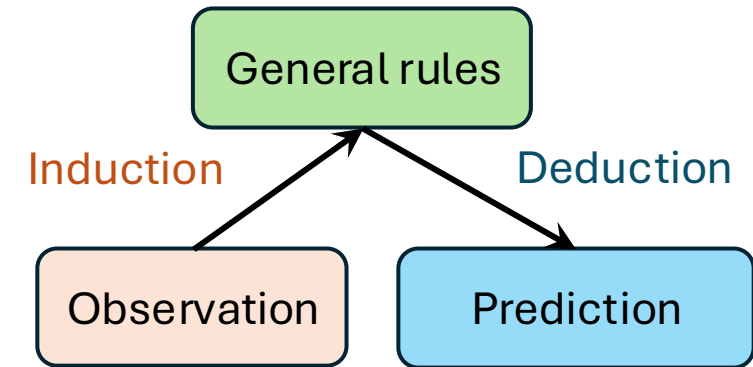 General rules
Induction
Deduction
Observation
Prediction